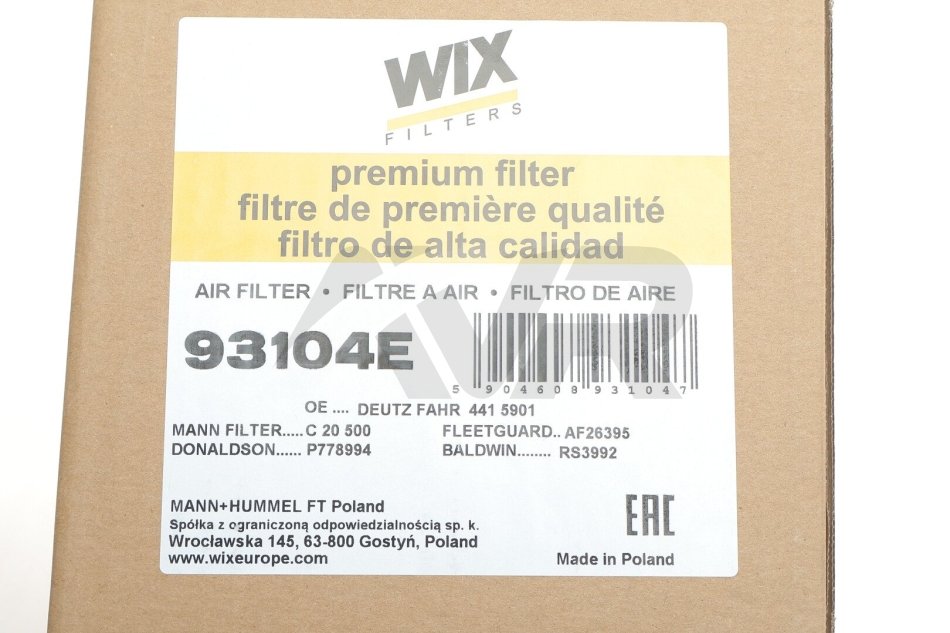 WIX
FILTERS
premium filter
filtre de première qualité
filtro de alta calidad
AIR FILTER • FILTRE A AIR • FILTRO DE AIRE
93104E
5 904608 931047
OE .... DEUTZ FAHR 441 5901
MANN FILTER.....C 20 500 FLEETGUARD.. AF26395
DONALDSON...... P778994 BALDWIN........ RS3992
MANN+HUMMEL FT Poland
Spółka z ograniczoną odpowiedzialnością sp. k.
Wrocławska 145, 63-800 Gostyń, Poland
www.wixeurope.com
EAC
Made in Poland